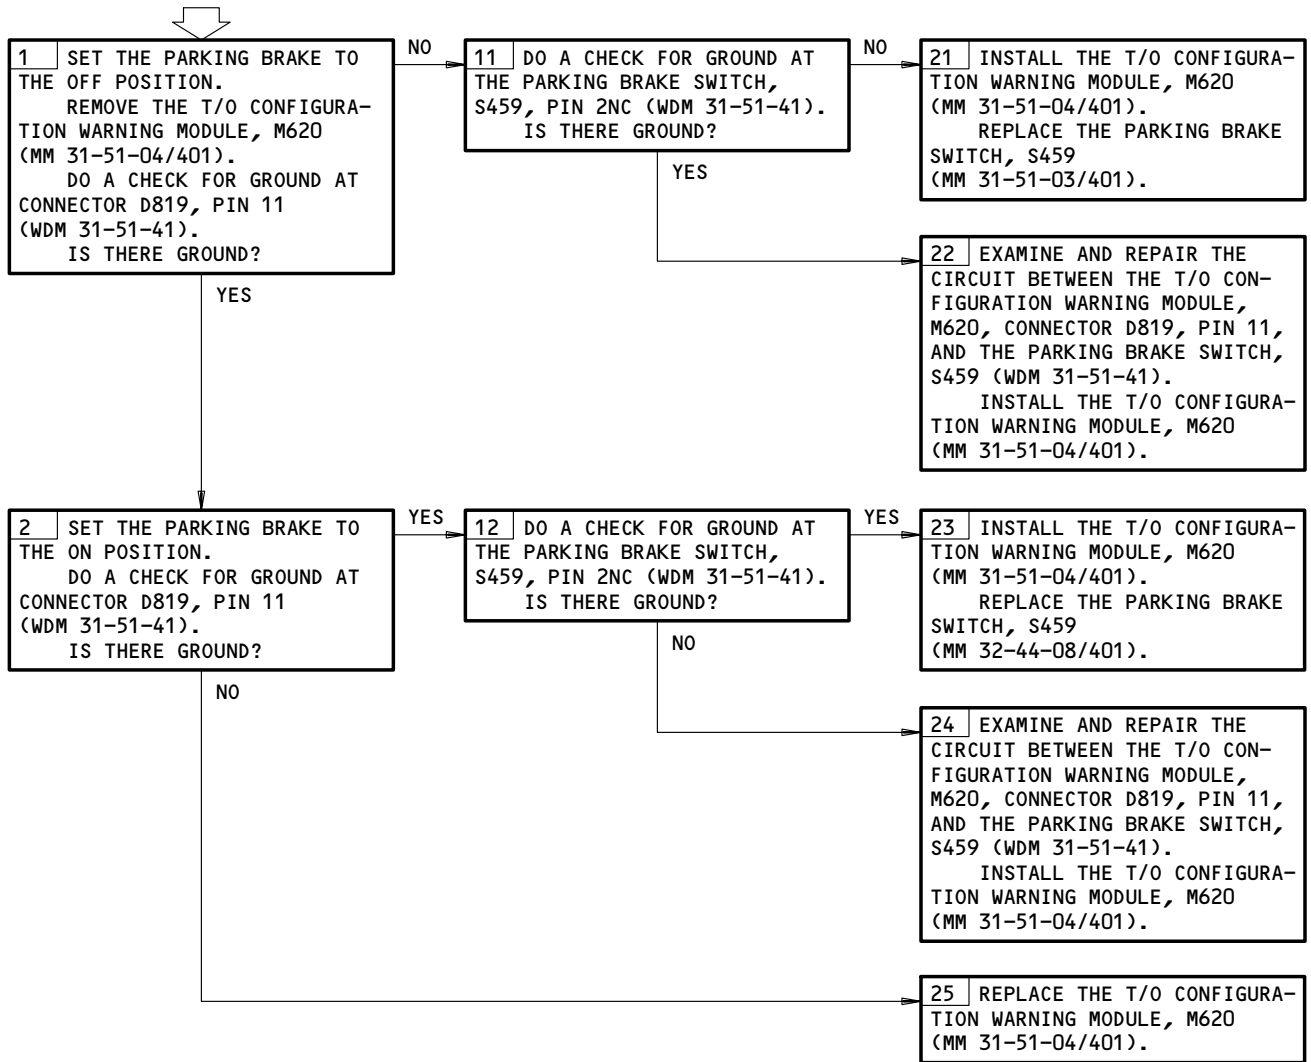 1 SET THE PARKING BRAKE TO
THE OFF POSITION.
REMOVE THE T/O CONFIGURA-
TION WARNING MODULE, M620
(MM 31-51-04/401).
DO A CHECK FOR GROUND AT
CONNECTOR D819, PIN 11
(WDM 31-51-41).
IS THERE GROUND?
NO
YES
11 DO A CHECK FOR GROUND AT
THE PARKING BRAKE SWITCH,
S459, PIN 2NC (WDM 31-51-41).
IS THERE GROUND?
NO
YES
21 INSTALL THE T/O CONFIGURA-
TION WARNING MODULE, M620
(MM 31-51-04/401).
REPLACE THE PARKING BRAKE
SWITCH, S459
(MM 31-51-03/401).
22 EXAMINE AND REPAIR THE
CIRCUIT BETWEEN THE T/O CON-
FIGURATION WARNING MODULE,
M620, CONNECTOR D819, PIN 11,
AND THE PARKING BRAKE SWITCH,
S459 (WDM 31-51-41).
INSTALL THE T/O CONFIGURA-
TION WARNING MODULE, M620
(MM 31-51-04/401).
2 SET THE PARKING BRAKE TO
THE ON POSITION.
DO A CHECK FOR GROUND AT
CONNECTOR D819, PIN 11
(WDM 31-51-41).
IS THERE GROUND?
YES
NO
12 DO A CHECK FOR GROUND AT
THE PARKING BRAKE SWITCH,
S459, PIN 2NC (WDM 31-51-41).
IS THERE GROUND?
YES
NO
23 INSTALL THE T/O CONFIGURA-
TION WARNING MODULE, M620
(MM 31-51-04/401).
REPLACE THE PARKING BRAKE
SWITCH, S459
(MM 32-44-08/401).
24 EXAMINE AND REPAIR THE
CIRCUIT BETWEEN THE T/O CON-
FIGURATION WARNING MODULE,
M620, CONNECTOR D819, PIN 11,
AND THE PARKING BRAKE SWITCH,
S459 (WDM 31-51-41).
INSTALL THE T/O CONFIGURA-
TION WARNING MODULE, M620
(MM 31-51-04/401).
25 REPLACE THE T/O CONFIGURA-
TION WARNING MODULE, M620
(MM 31-51-04/401).